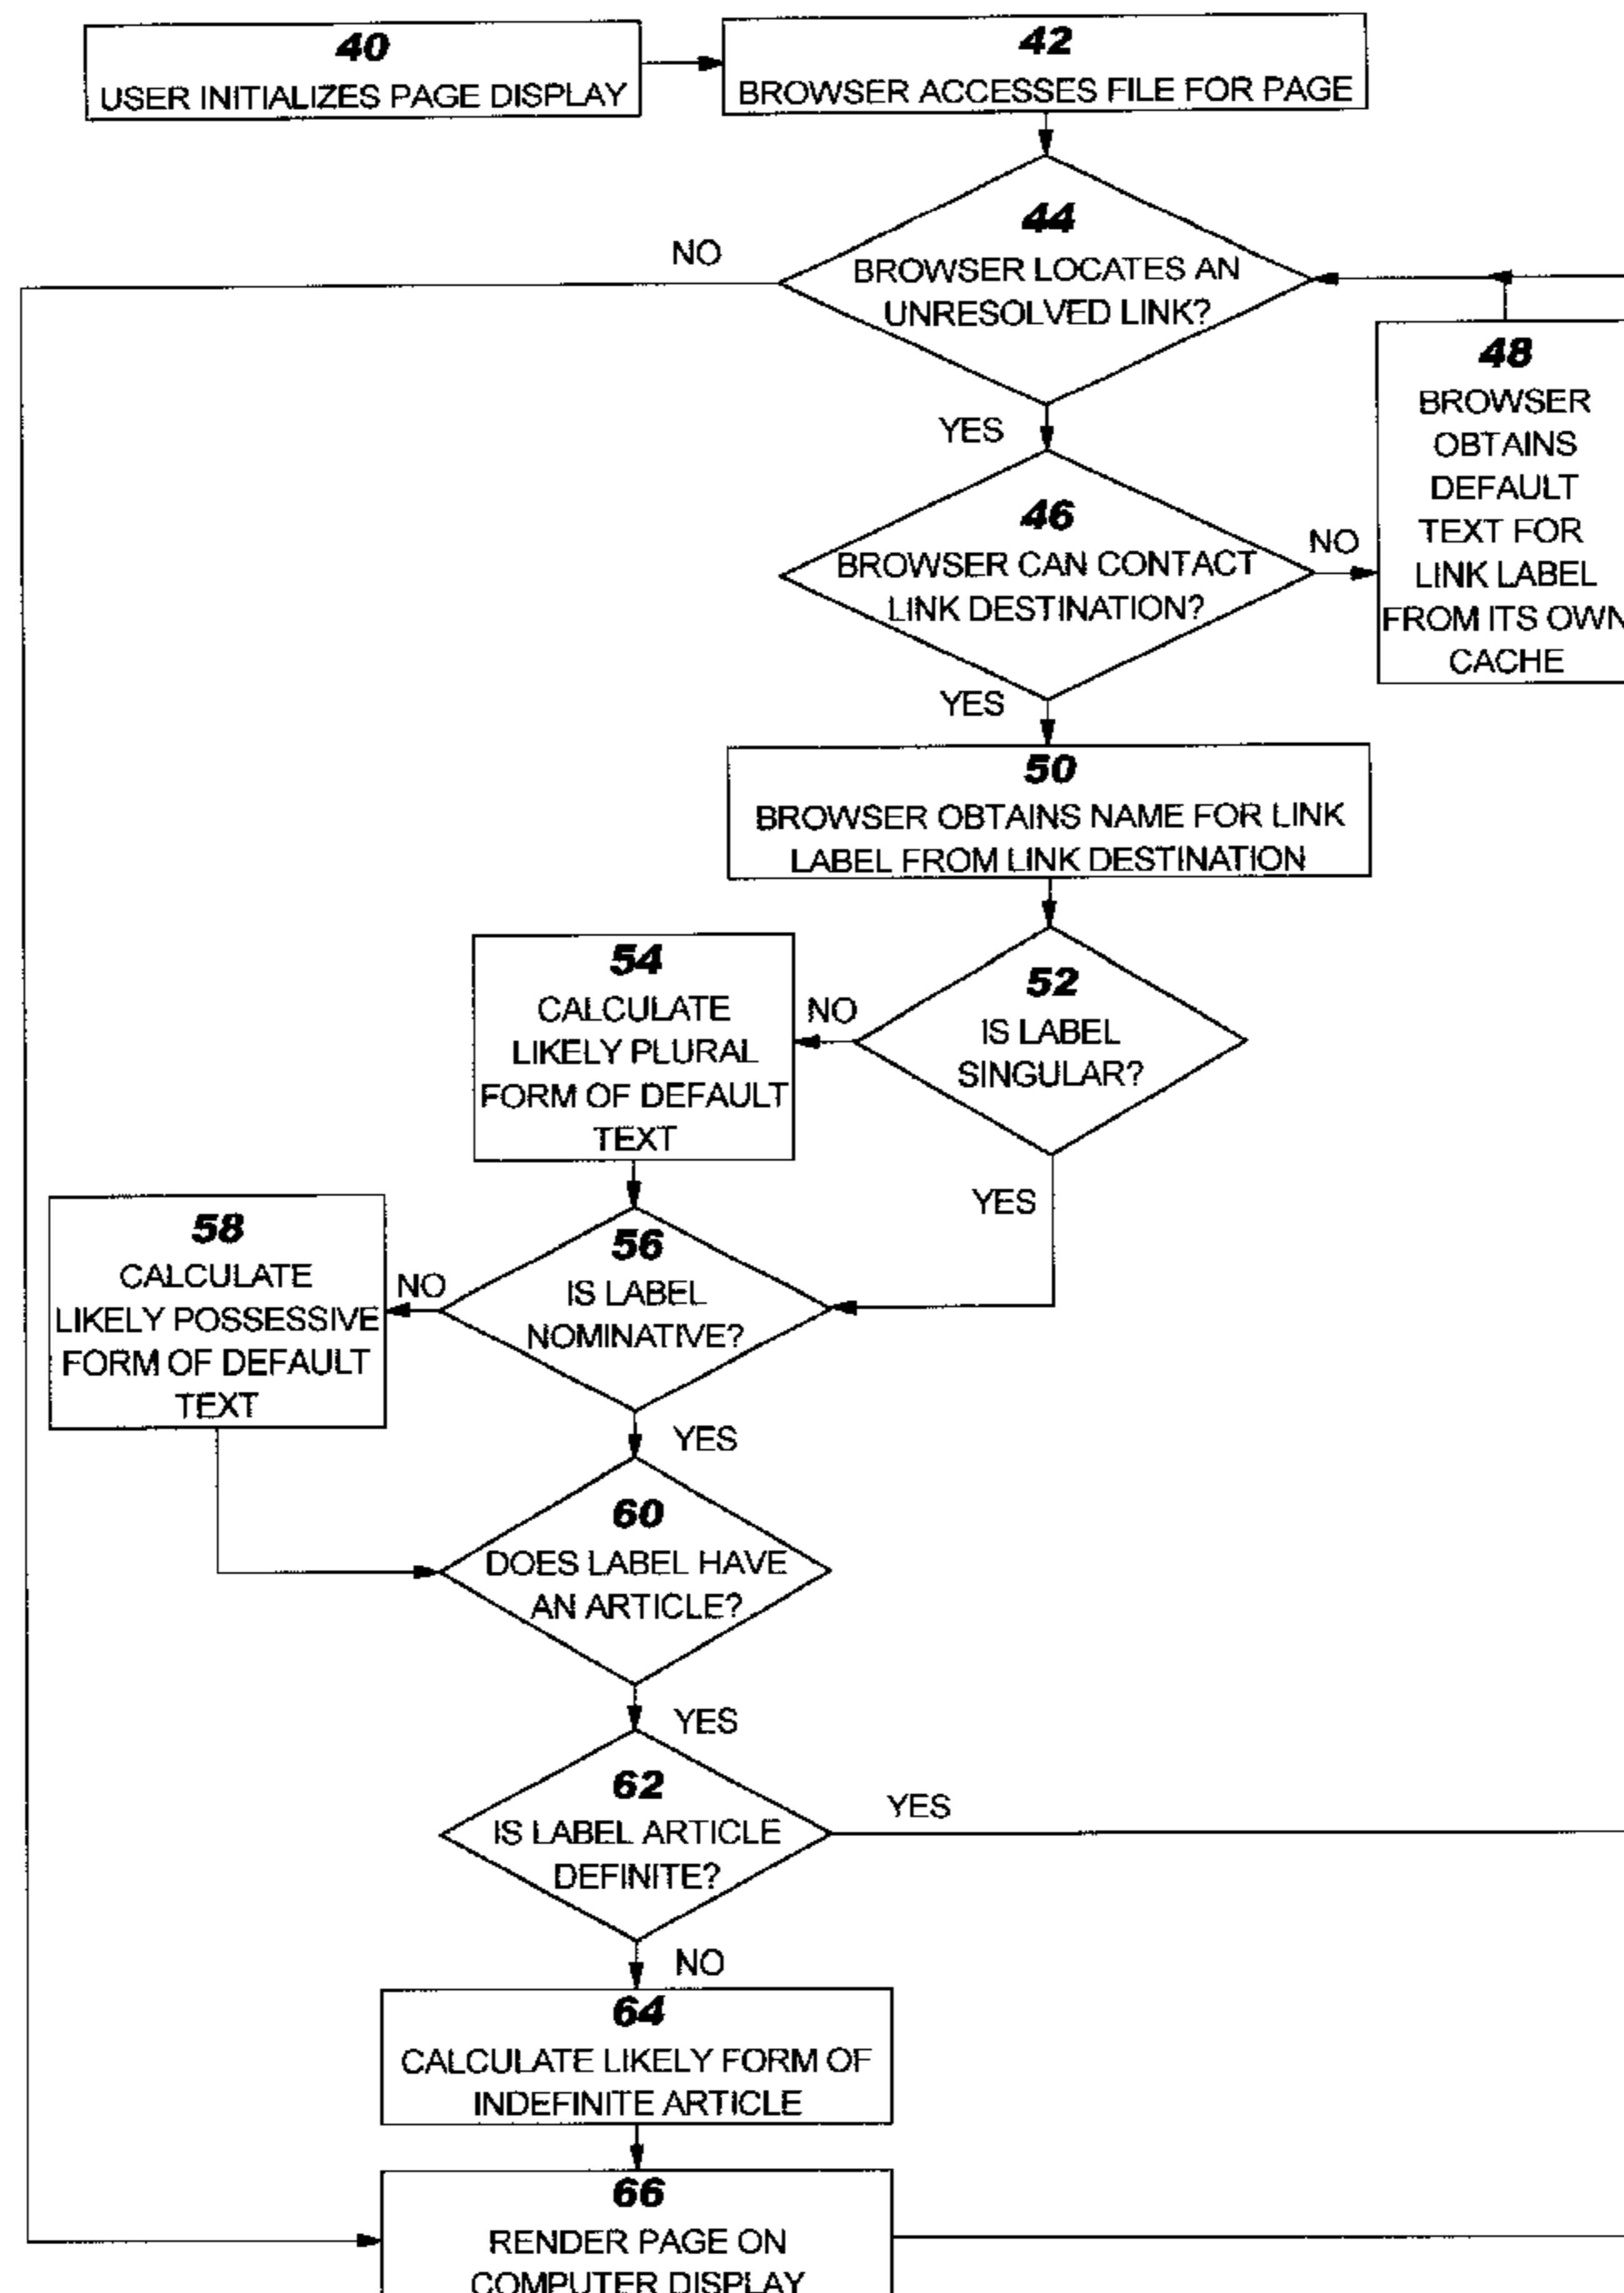 40
USER INITIALIZES PAGE DISPLAY
42
BROWSER ACCESSES FILE FOR PAGE
44
BROWSER LOCATES AN
UNRESOLVED LINK?
NO
YES
48
BROWSER
OBTAINS
DEFAULT
TEXT FOR
LINK LABEL
FROM ITS OWN
CACHE
46
BROWSER CAN CONTACT
LINK DESTINATION?
NO
YES
50
BROWSER OBTAINS NAME FOR LINK
LABEL FROM LINK DESTINATION
52
IS LABEL
SINGULAR?
NO
YES
54
CALCULATE
LIKELY PLURAL
FORM OF DEFAULT
TEXT
56
IS LABEL
NOMINATIVE?
NO
YES
58
CALCULATE
LIKELY POSSESSIVE
FORM OF DEFAULT
TEXT
60
DOES LABEL HAVE
AN ARTICLE?
YES
62
IS LABEL ARTICLE
DEFINITE?
YES
NO
64
CALCULATE LIKELY FORM OF
INDEFINITE ARTICLE
66
RENDER PAGE ON
COMPUTER DISPLAY